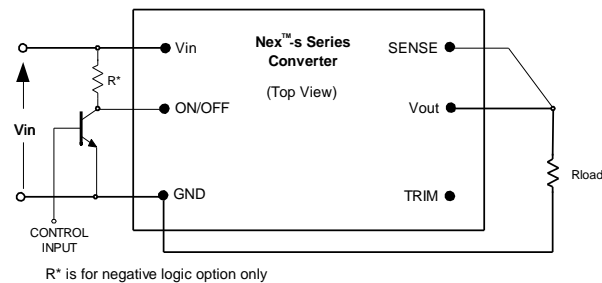 Nex™-s Series
Converter
(Top View)
Vin
SENSE
R*
ON/OFF
Vout
Vin
Rload
GND
TRIM
CONTROL
INPUT
R* is for negative logic option only